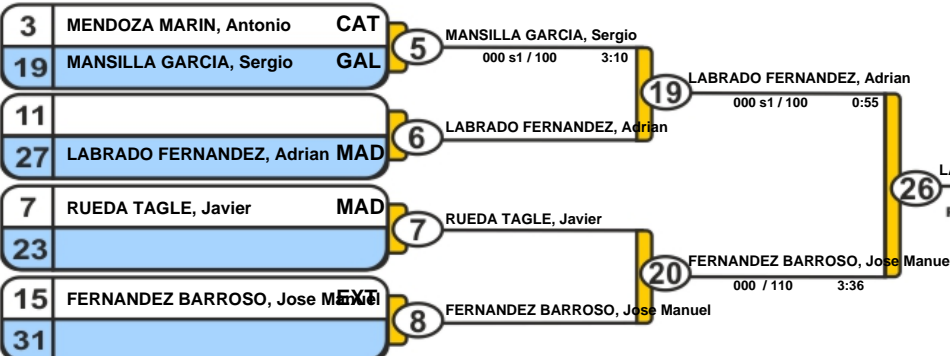 3 MENDOZA MARIN, Antonio CAT
19 MANSILLA GARCIA, Sergio GAL
5
MANSILLA GARCIA, Sergio
000 s1 / 100 3:10
11
27 LABRADO FERNANDEZ, Adrian MAD
6
LABRADO FERNANDEZ, Adrian
19
LABRADO FERNANDEZ, Adrian
000 s1 / 100 0:55
7 RUEDA TAGLE, Javier MAD
23
7
RUEDA TAGLE, Javier
15 FERNANDEZ BARROSO, Jose Manuel EXT
31
8
FERNANDEZ BARROSO, Jose Manuel
20
FERNANDEZ BARROSO, Jose Manue
000 / 110 3:36
26